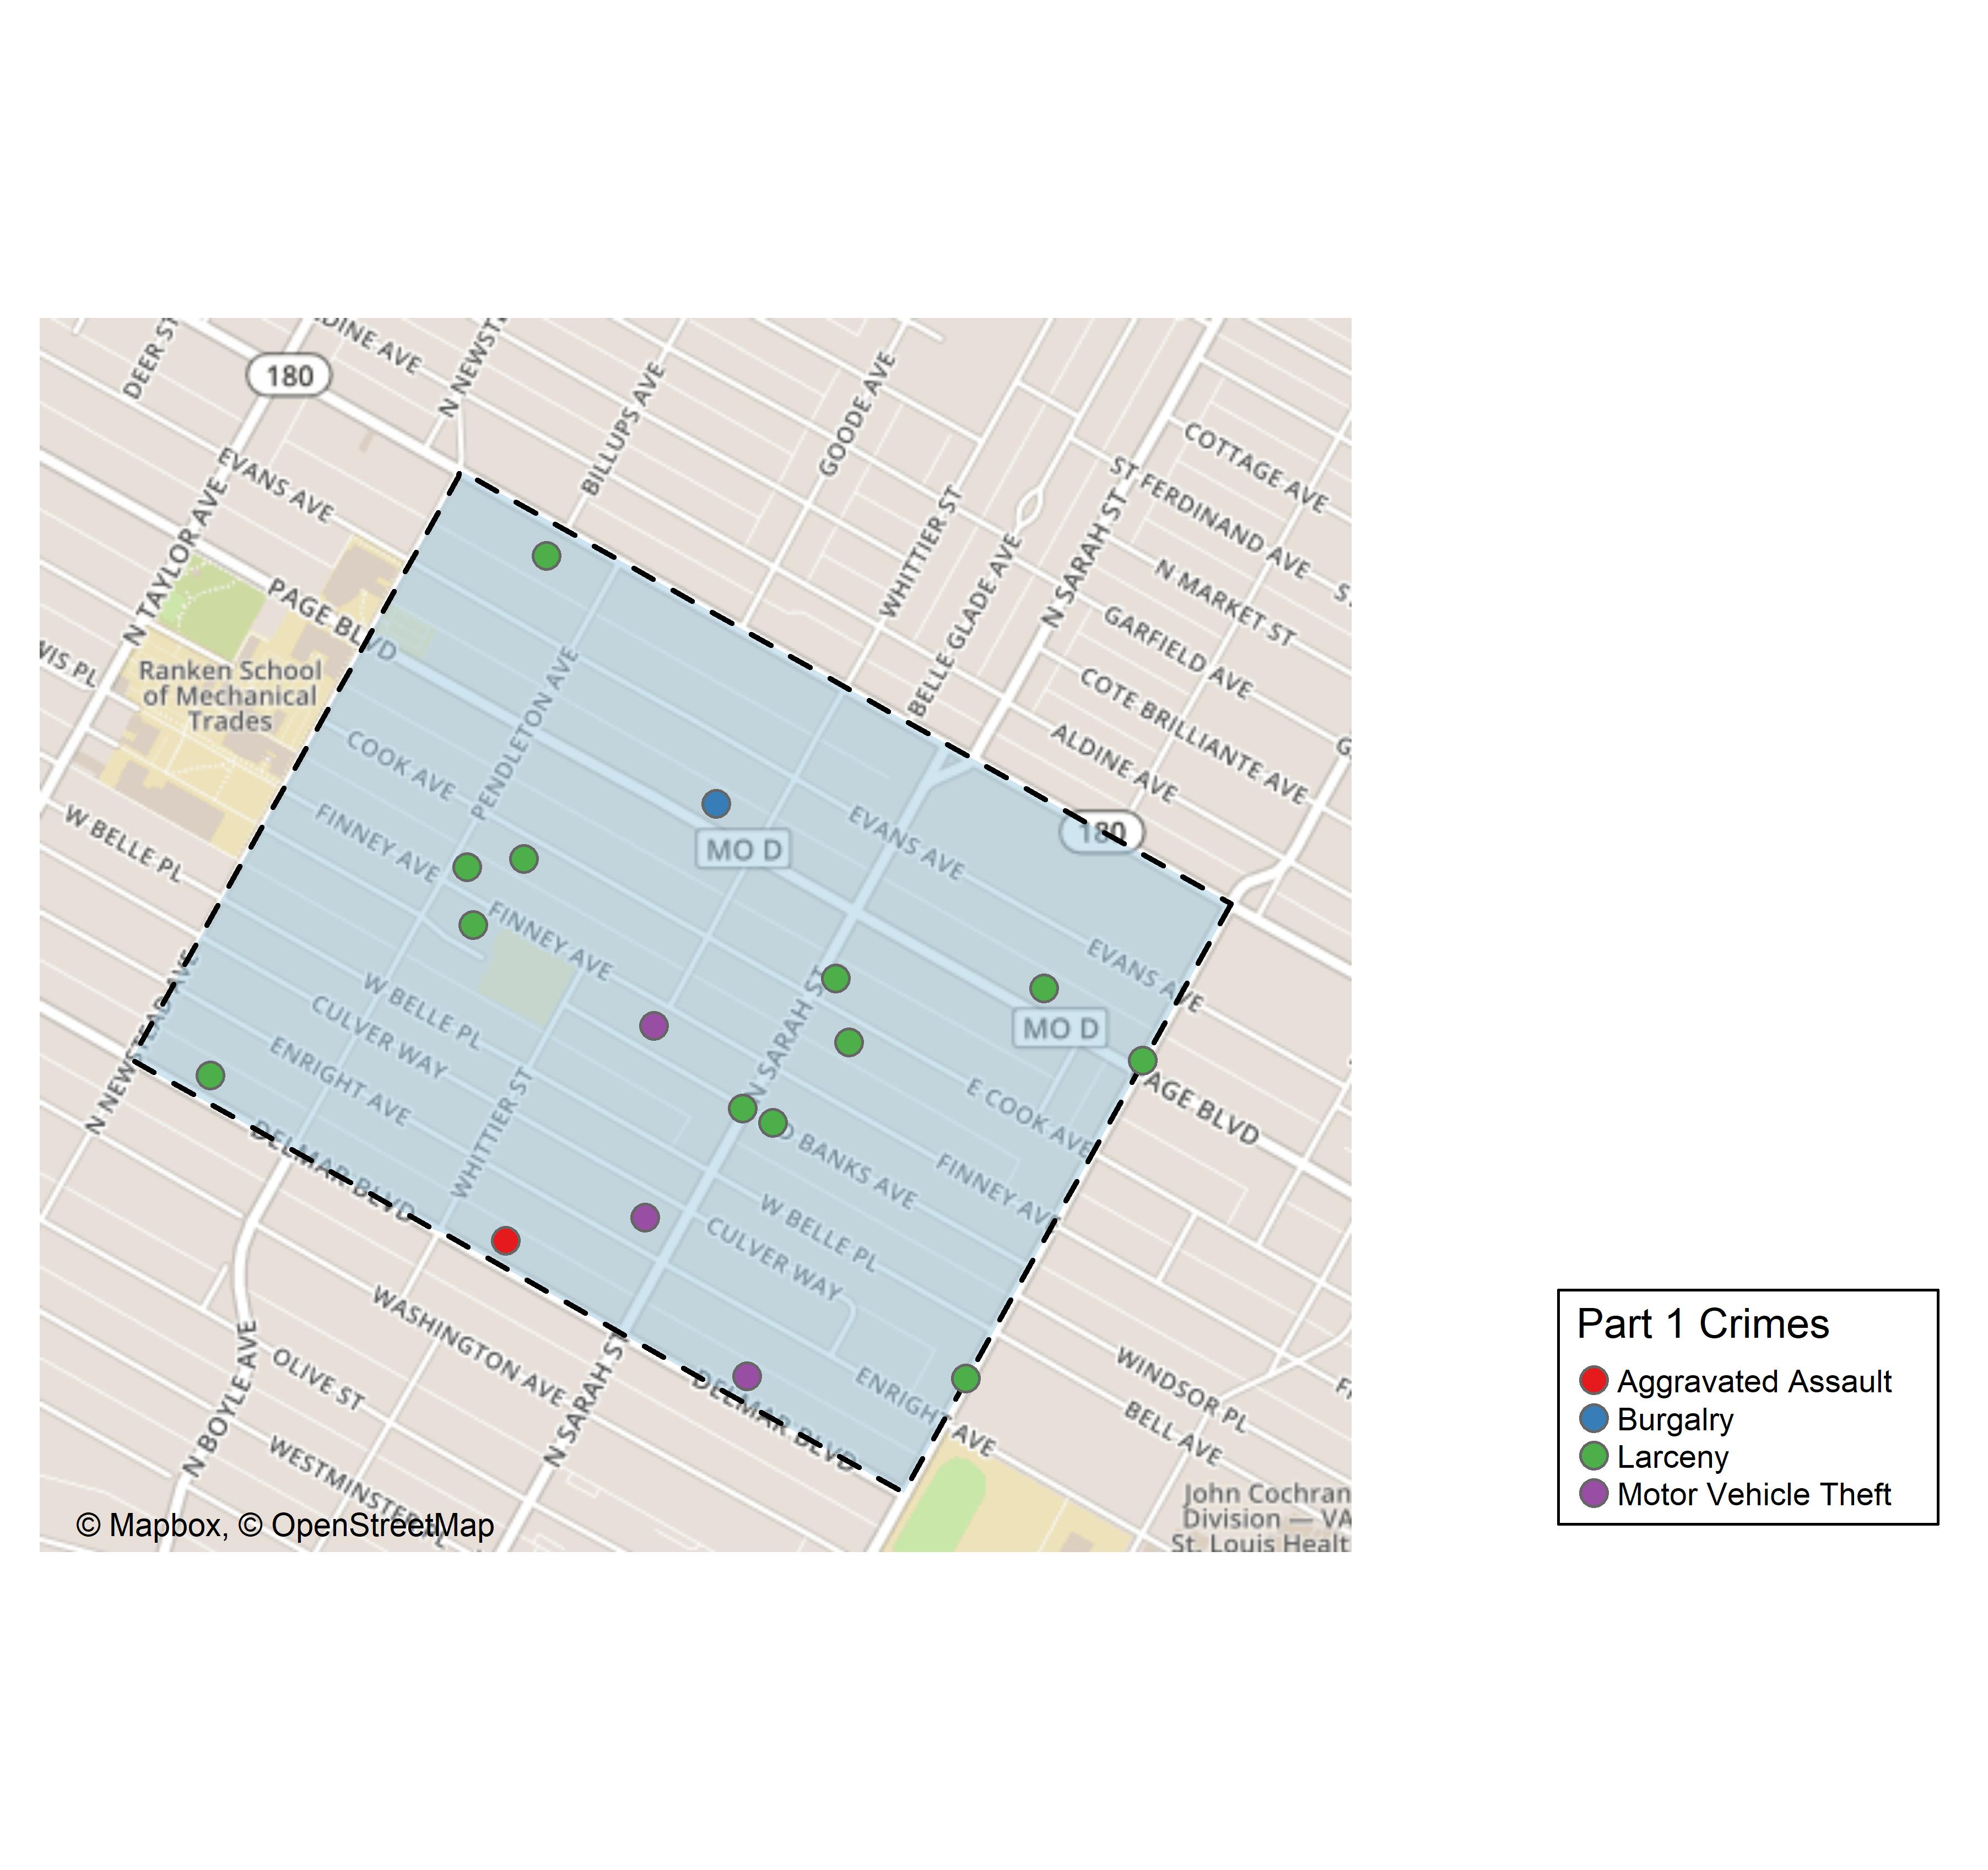 DEER ST
DINE AVE
N NEWST
180
BILLUPS AVE
GOODE AVE
COTTAGE AVE
ST FERDINAND AVE
EVANS AVE
N TAYLOR AVE
WHITTIER ST
BELLE GLADE AVE
N SARAH ST
N MARKET ST
S
GARFIELD AVE
PAGE BLVD
WIS PL
Ranken School
of Mechanical
Trades
PENDLETON AVE
COTE BRILLIANTE AVE
ALDINE AVE
G
COOK AVE
FINNEY AVE
W BELLE PL
MO D
EVANS AVE
180
FINNEY AVE
EVANS AVE
N NEWSTEAD AVE
W BELLE PL
CULVER WAY
ENRIGHT AVE
N SARAH ST
MO D
AGE BLVD
E COOK AVE
WHITTIER ST
DELMAR BLVD
D BANKS AVE
FINNEY AVE
W BELLE PL
CULVER WAY
WASHINGTON AVE
N SARAH ST
N BOYLE AVE
OLIVE ST
DELMAR BLVD
ENRIGHT AVE
WINDSOR PL
BELL AVE
FI
WESTMINSTER PL
John Cochran
Division — VA
St. Louis Healt
© Mapbox, © OpenStreetMap
Part 1 Crimes
Aggravated Assault
Burgalry
Larceny
Motor Vehicle Theft